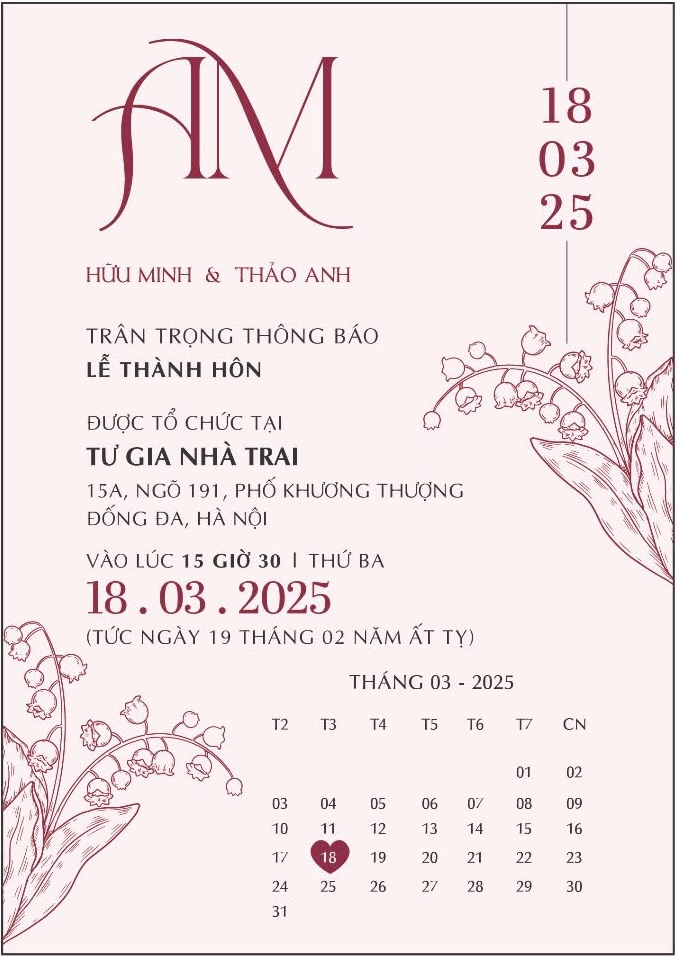 AM
18
03
25
HỮU MINH & THẢO ANH
TRÂN TRỌNG THÔNG BÁO
LỄ THÀNH HÔN
ĐƯỢC TỔ CHỨC TẠI
TƯ GIA NHÀ TRAI
15A, NGÕ 191, PHỐ KHƯƠNG THƯỢNG
ĐỐNG ĐA, HÀ NỘI
VÀO LÚC 15 GIỜ 30 | THỨ BA
18 . 03 . 2025
(TỨC NGÀY 19 THÁNG 02 NĂM ẤT TỴ)
THÁNG 03 - 2025
T2 T3 T4 T5 T6 T7 CN
01 02
03 04 05 06 07 08 09
10 11 12 13 14 15 16
17 18 19 20 21 22 23
24 25 26 27 28 29 30
31